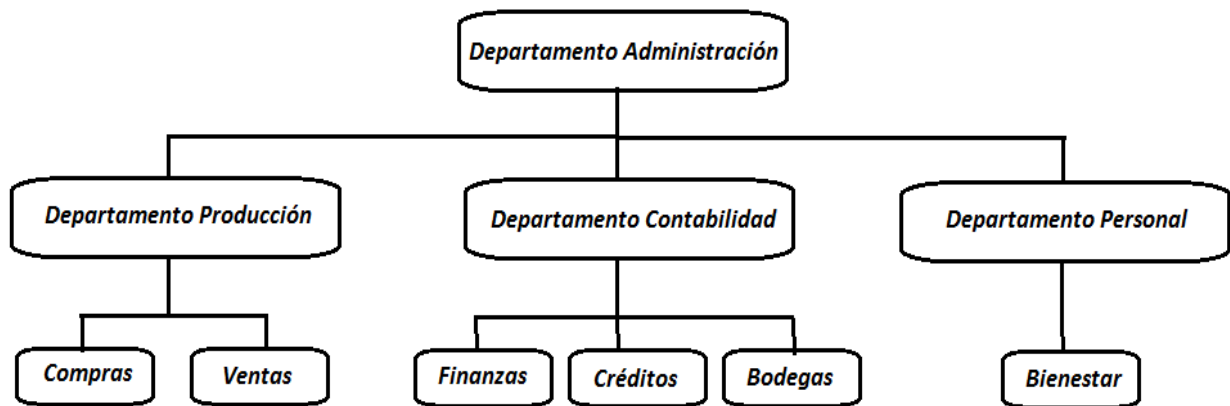 Departamento Administración
Departamento Producción
Departamento Contabilidad
Departamento Personal
Compras
Ventas
Finanzas
Créditos
Bodegas
Bienestar